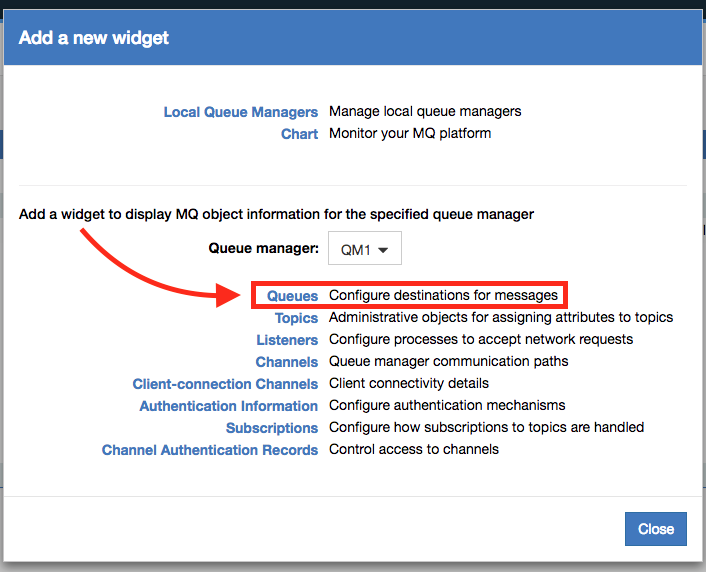 Add a new widget
Local Queue Managers Manage local queue managers
Chart Monitor your MQ platform
Add a widget to display MQ object information for the specified queue manager
Queue manager: QM1
Queues Configure destinations for messages
Topics Administrative objects for assigning attributes to topics
Listeners Configure processes to accept network requests
Channels Queue manager communication paths
Client-connection Channels Client connectivity details
Authentication Information Configure authentication mechanisms
Subscriptions Configure how subscriptions to topics are handled
Channel Authentication Records Control access to channels
Close